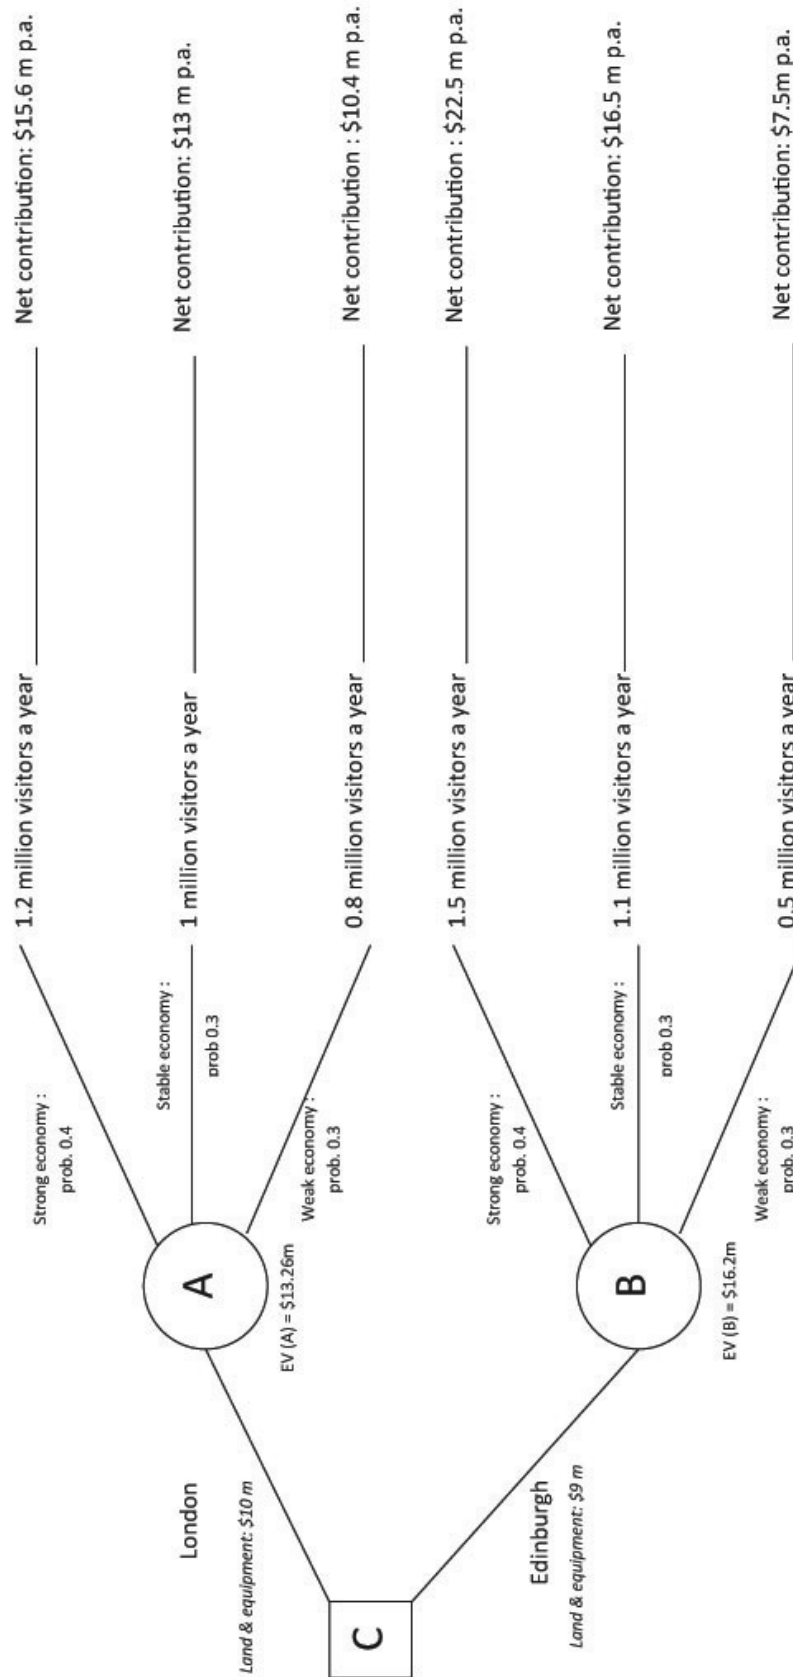 Net contribution: $15.6 m p.a.
1.2 million visitors a year
Strong economy :
prob. 0.4
Net contribution: $13 m p.a.
1 million visitors a year
Stable economy :
prob 0.3
Net contribution : $10.4 m p.a.
0.8 million visitors a year
Weak economy :
prob. 0.3
A
EV (A) = $13.26m
London
Land & equipment: $10 m
C
Net contribution : $22.5 m p.a.
1.5 million visitors a year
Strong economy :
prob. 0.4
Net contribution: $16.5 m p.a.
1.1 million visitors a year
Stable economy :
prob 0.3
Net contribution: $7.5m p.a.
0.5 million visitors a year
Weak economy :
prob. 0.3
B
EV (B) = $16.2m
Edinburgh
Land & equipment: $9 m